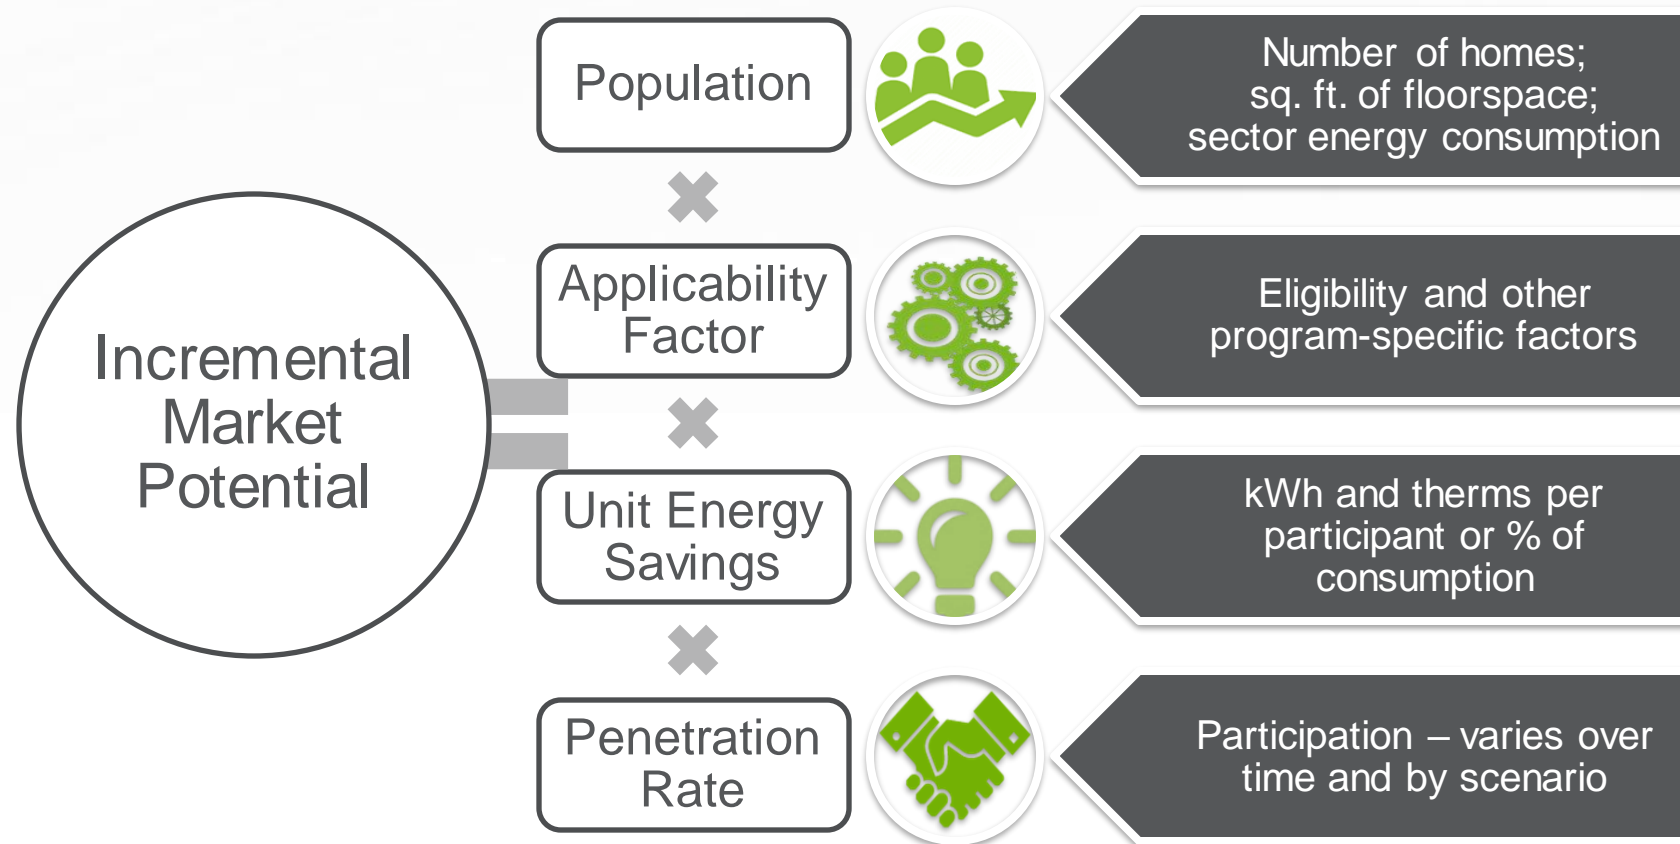 Incremental
Market
Potential
Population
Number of homes;
sq. ft. of floorspace;
sector energy consumption
Applicability
Factor
Eligibility and other
program-specific factors
Unit Energy
Savings
kWh and therms per
participant or % of
consumption
Penetration
Rate
Participation – varies over
time and by scenario